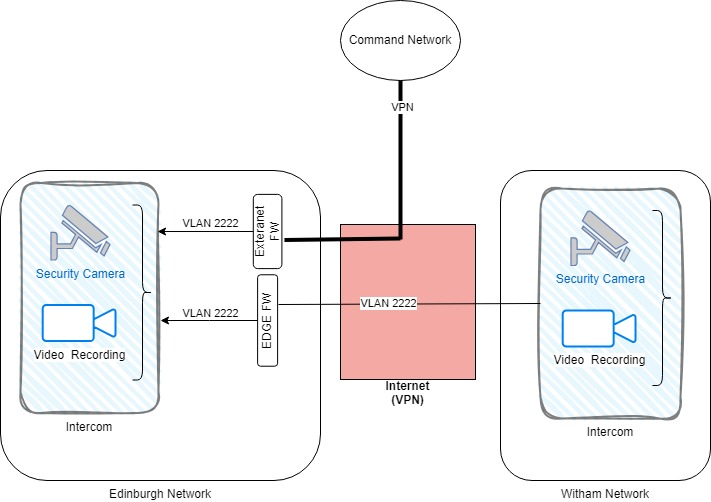 Command Network
VPN
VLAN 2222
Exteranet
FW
Security Camera
Video Recording
VLAN 2222
EDGE FW
Intercom
Edinburgh Network
VLAN 2222
Internet
(VPN)
Security Camera
Video Recording
Intercom
Witham Network